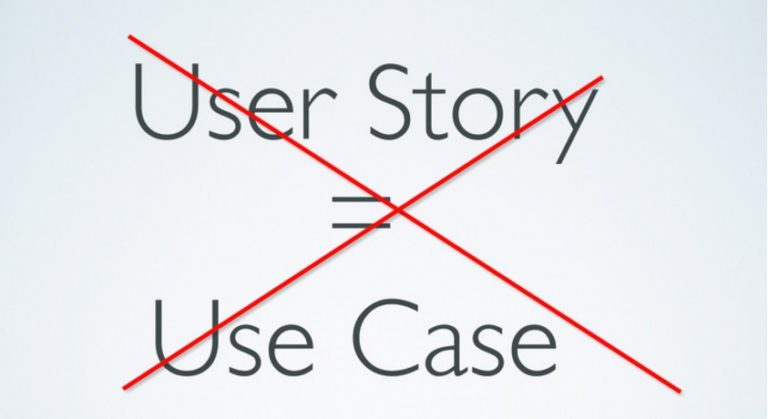 User Story
=
Use Case